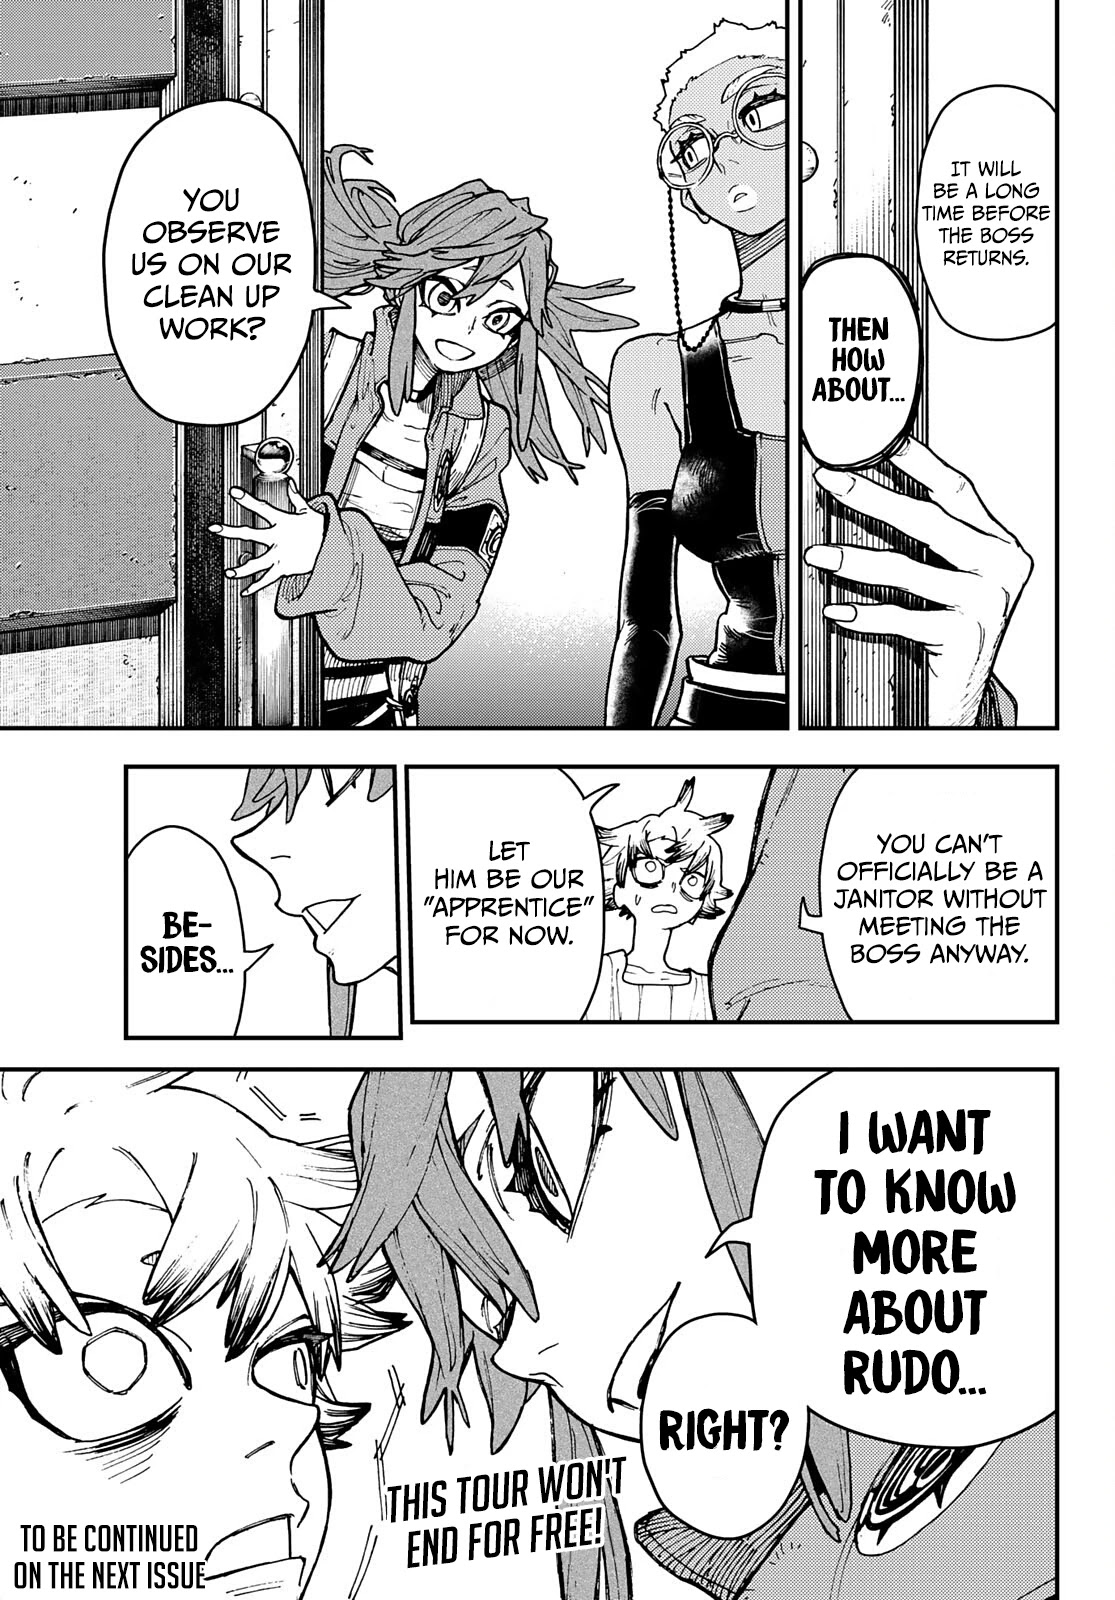 IT WILL
BE A LONG
TIME BEFORE
THE BOSS
RETURNS.
THEN
HOW
ABOUT...
YOU
OBSERVE
US ON OUR
CLEAN UP
WORK?
YOU CAN'T
OFFICIALLY BE A
JANITOR WITHOUT
MEETING THE
BOSS ANYWAY.
LET
HIM BE OUR
"APPRENTICE"
FOR NOW.
BE-
SIDES...
I WANT
TO KNOW
MORE
ABOUT
RUDO...
RIGHT?
THIS TOUR WON'T
END FOR FREE!
TO BE CONTINUED
ON THE NEXT ISSUE